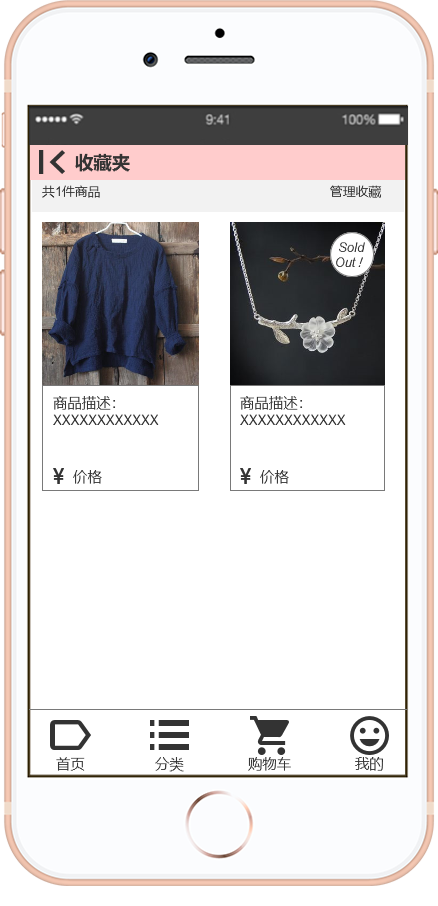 9:41
100%
收藏夹
共1件商品
管理收藏
Sold
Out !
商品描述：
XXXXXXXXXXXX
¥ 价格
商品描述：
XXXXXXXXXXXX
¥ 价格
首页
分类
购物车
我的